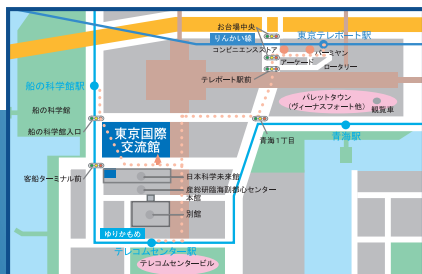 お台場中央
東京テレポート駅
りんかい線
コンビニエンスストア
パーミヤン
アーケード
ロータリー
船の科学館駅
テレポート駅前
パレットタウン
(ヴィーナスフォート他)
観覧車
船の科学館
船の科学館入口
東京国際
交流館
青海1丁目
青海駅
客船ターミナル前
日本科学未来館
産総研臨海副都心センター
本館
別館
ゆりかもめ
テレコムセンター駅
テレコムセンタービル